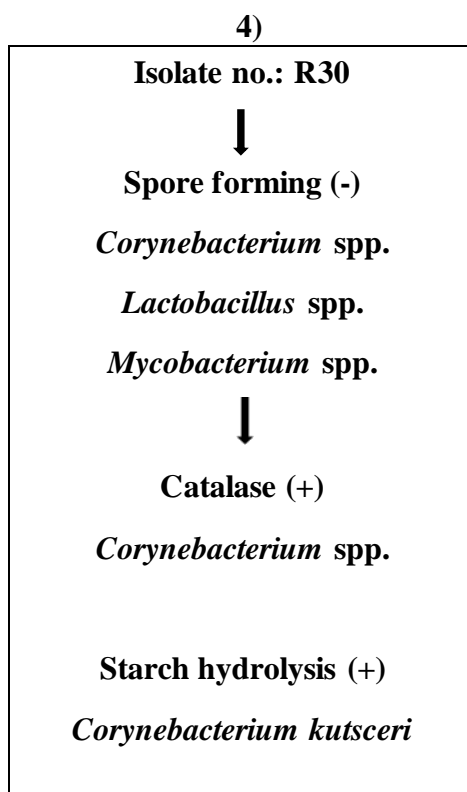 4)
Isolate no.: R30
Spore forming (-)
Corynebacterium spp.
Lactobacillus spp.
Mycobacterium spp.
Catalase (+)
Corynebacterium spp.
Starch hydrolysis (+)
Corynebacterium kutsceri